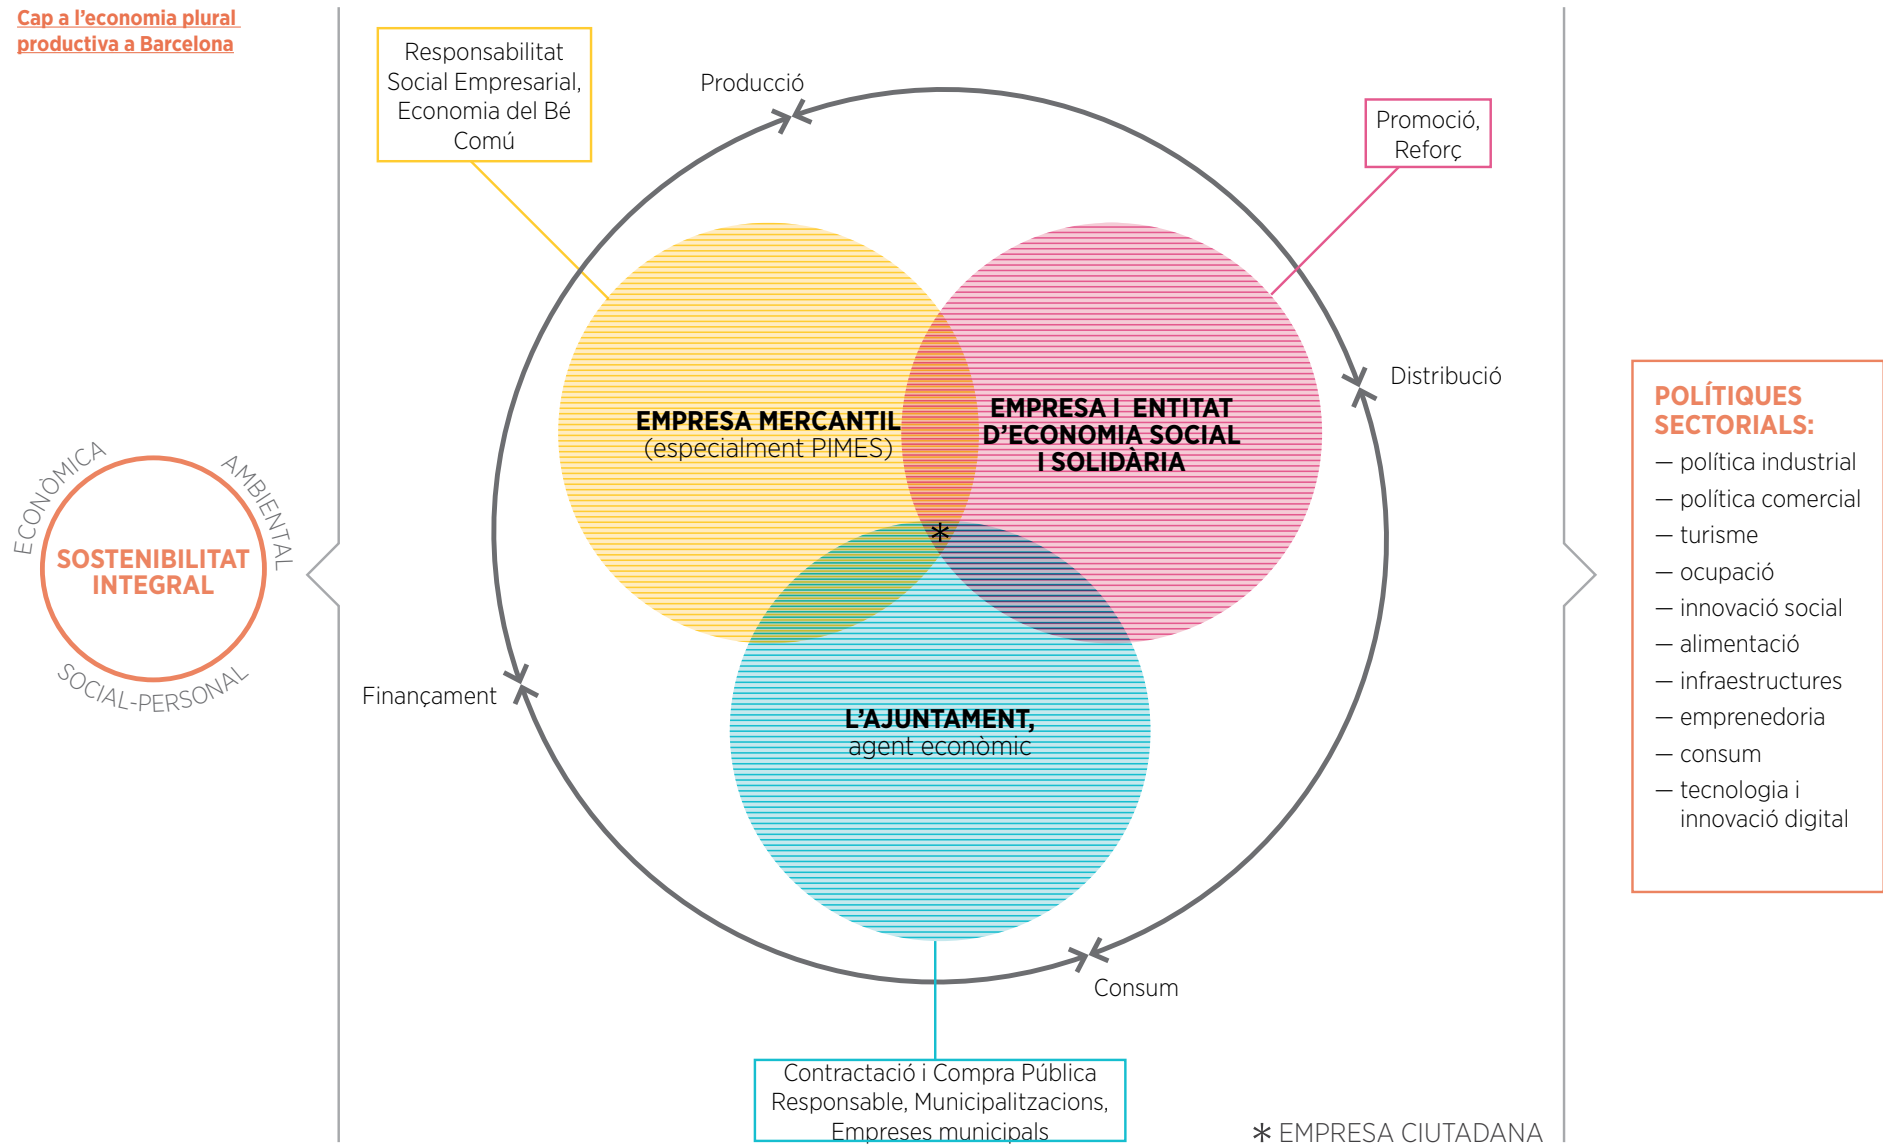 Cap a l'economia plural
productiva a Barcelona
Responsabilitat
Social Empresarial,
Economia del Bé
Comú
Producció
Promoció,
Reforç
Distribució
EMPRESA MERCANTIL
(especialment PIMES)
EMPRESA I ENTITAT
D'ECONOMIA SOCIAL
I SOLIDÀRIA
*
ECONÒMICA
AMBIENTAL
SOSTENIBILITAT
INTEGRAL
SOCIAL-PERSONAL
Finançament
L'AJUNTAMENT,
agent econòmic
Consum
Contractació i Compra Pública
Responsable, Municipalitzacions,
Empreses municipals
* EMPRESA CIUTADANA
POLÍTIQUES
SECTORIALS:
— política industrial
— política comercial
— turisme
— ocupació
— innovació social
— alimentació
— infraestructures
— emprenedoria
— consum
— tecnologia i
innovació digital